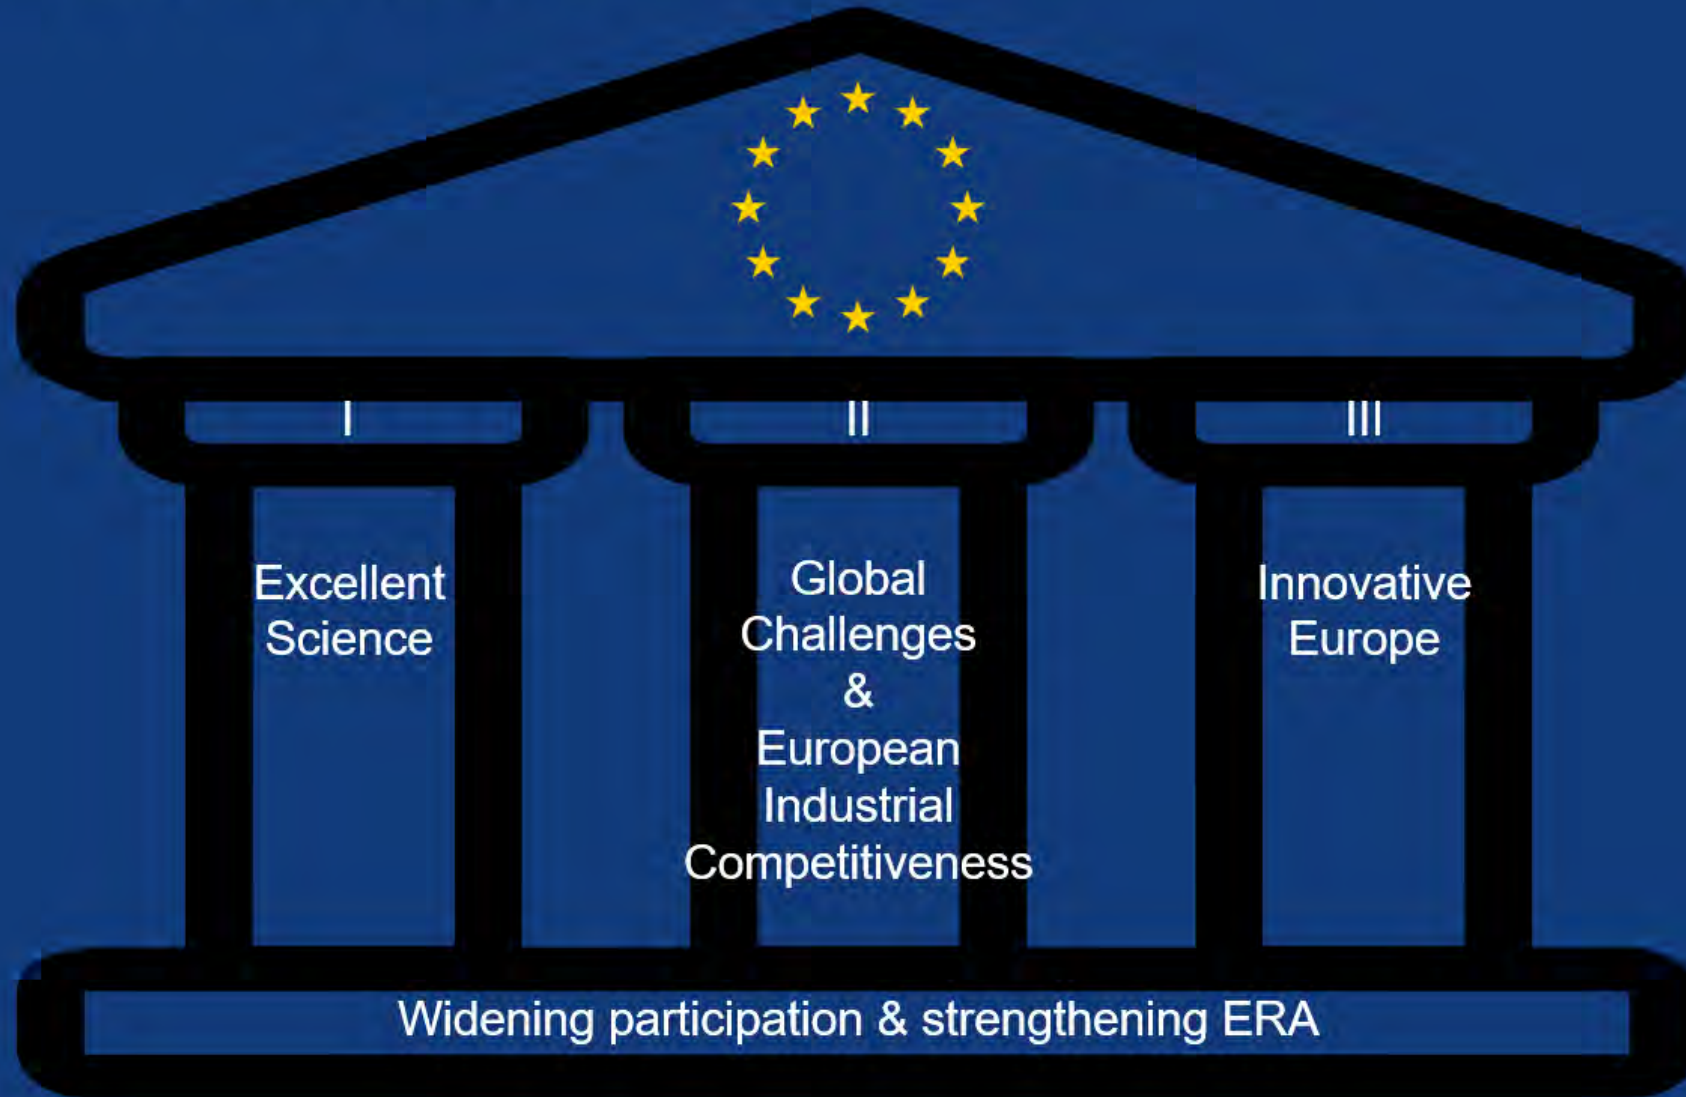 I
II
III
Excellent
Science
Global
Challenges
&
European
Industrial
Competitiveness
Innovative
Europe
Widening participation & strengthening ERA